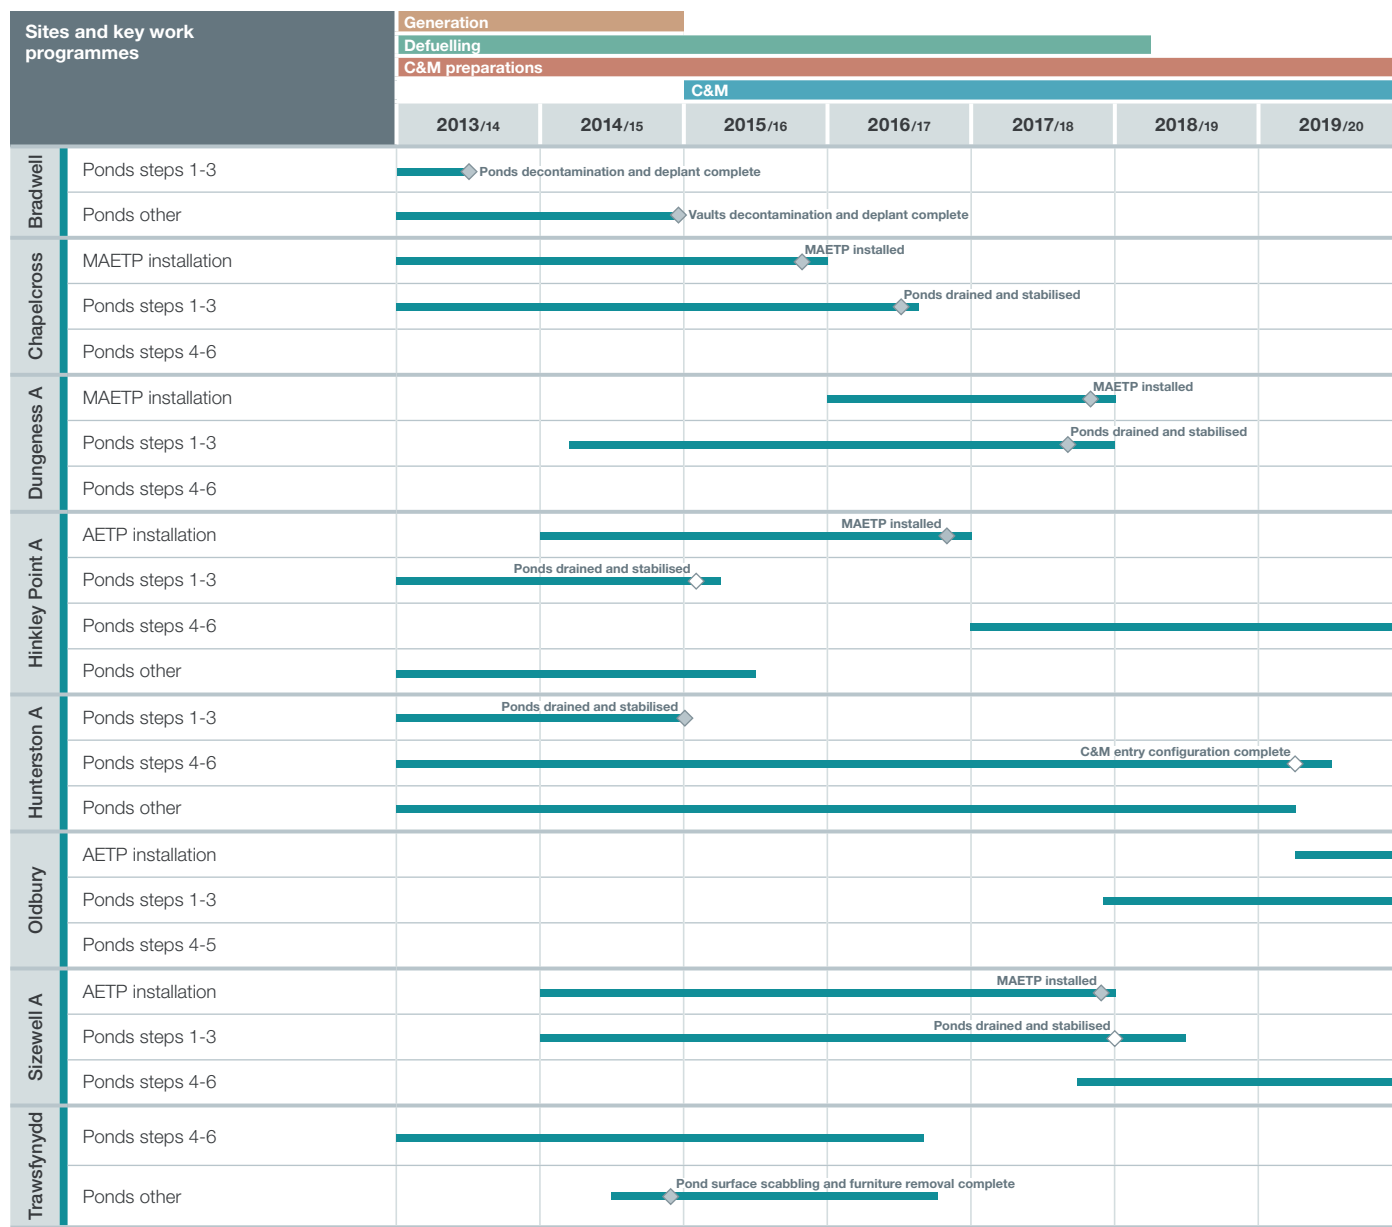 Sites and key work
programmes
Generation
Defuelling
C&M preparations
C&M
2013/14 2014/15 2015/16 2016/17 2017/18 2018/19 2019/20
Bradwell
Ponds steps 1-3 Ponds decontamination and deplant complete
Ponds other Vaults decontamination and deplant complete
Chapelcross
MAETP installation MAETP installed
Ponds steps 1-3 Ponds drained and stabilised
Ponds steps 4-6
Dungeness A
MAETP installation MAETP installed
Ponds steps 1-3 Ponds drained and stabilised
Ponds steps 4-6
Hinkley Point A
AETP installation MAETP installed
Ponds steps 1-3 Ponds drained and stabilised
Ponds steps 4-6
Ponds other
Hunterston A
Ponds steps 1-3 Ponds drained and stabilised
Ponds steps 4-6 C&M entry configuration complete
Ponds other
Oldbury
AETP installation
Ponds steps 1-3
Ponds steps 4-5
Sizewell A
AETP installation MAETP installed
Ponds steps 1-3 Ponds drained and stabilised
Ponds steps 4-6
Trawsfynydd
Ponds steps 4-6
Ponds other Pond surface scabbling and furniture removal complete